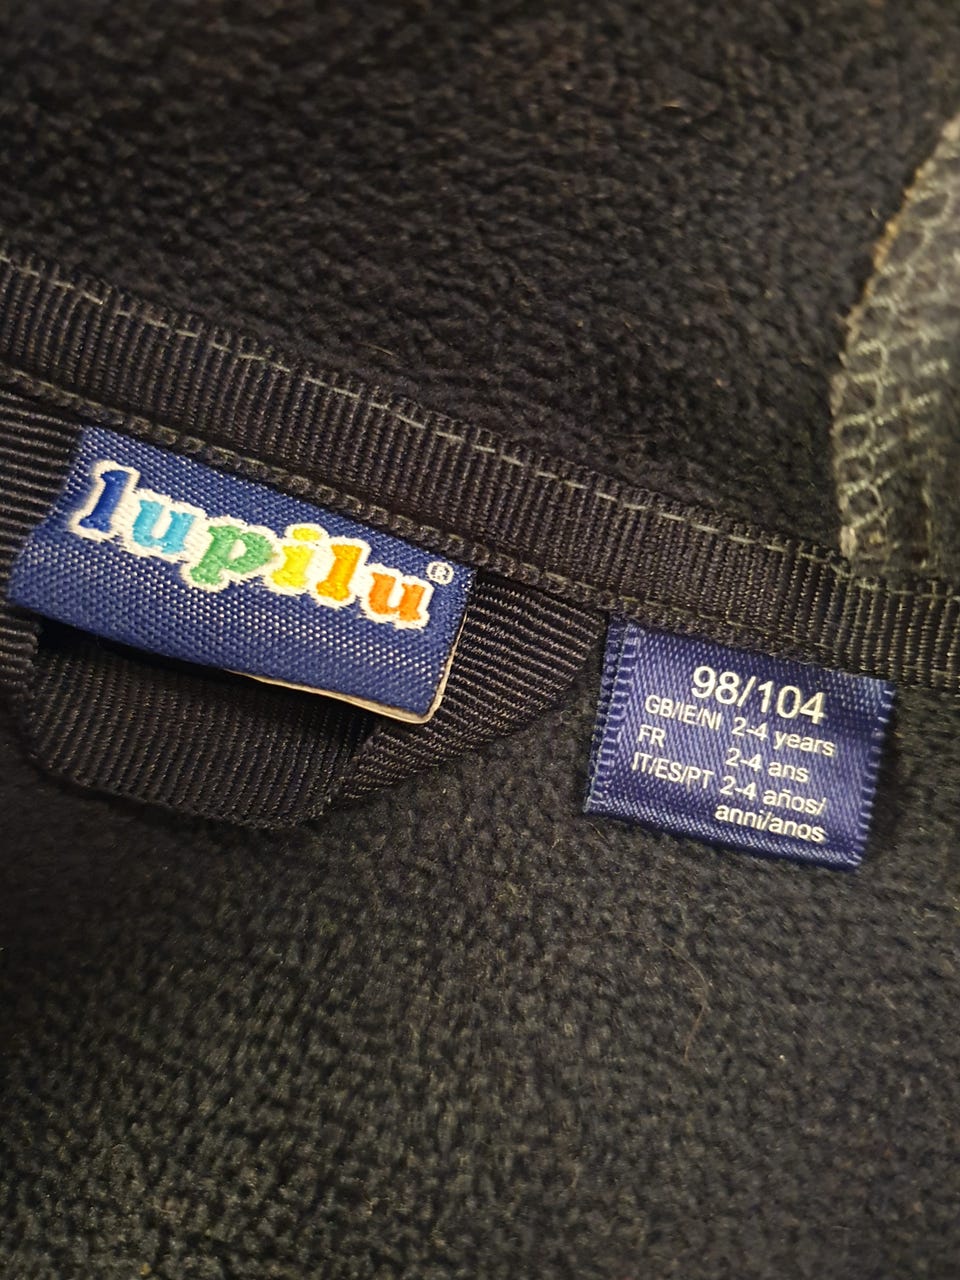 lupilu®
98/104
GB/IE/NI 2-4 years
FR 2-4 ans
IT/ES/PT 2-4 años/
anni/anos